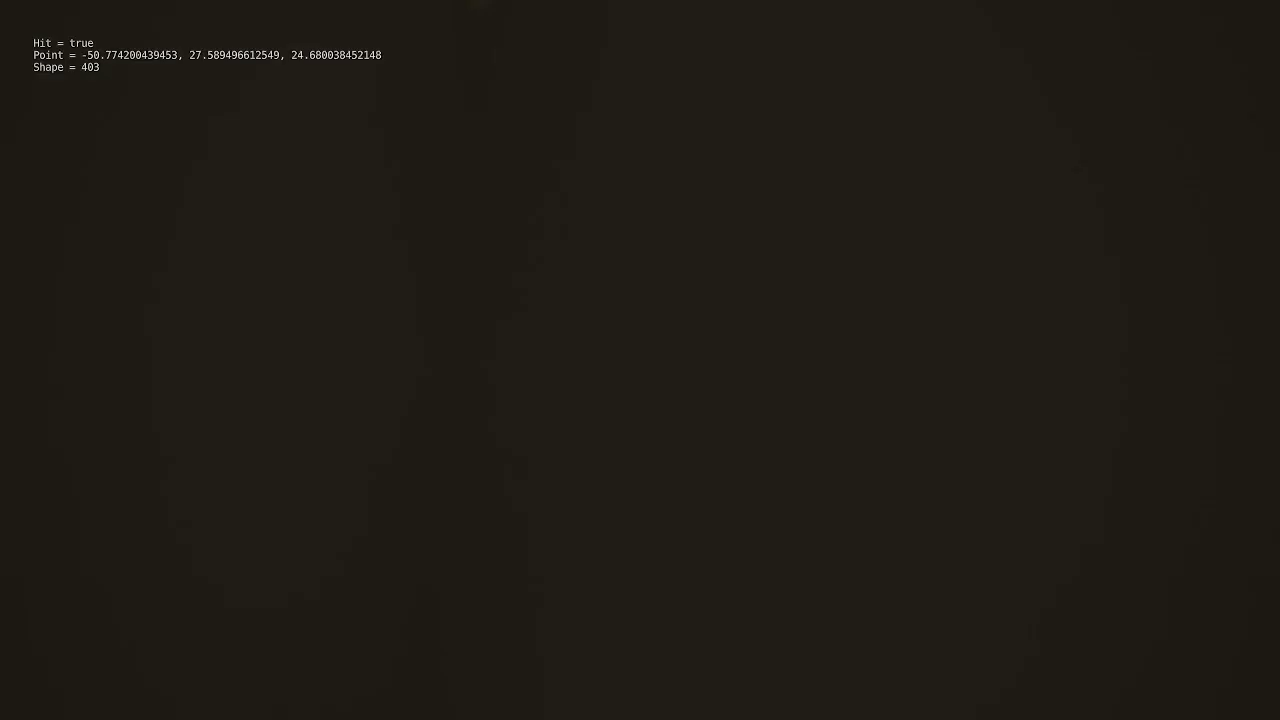 Hit = true
Point = -50.774200439453, 27.589496612549, 24.680038452148
Shape = 403